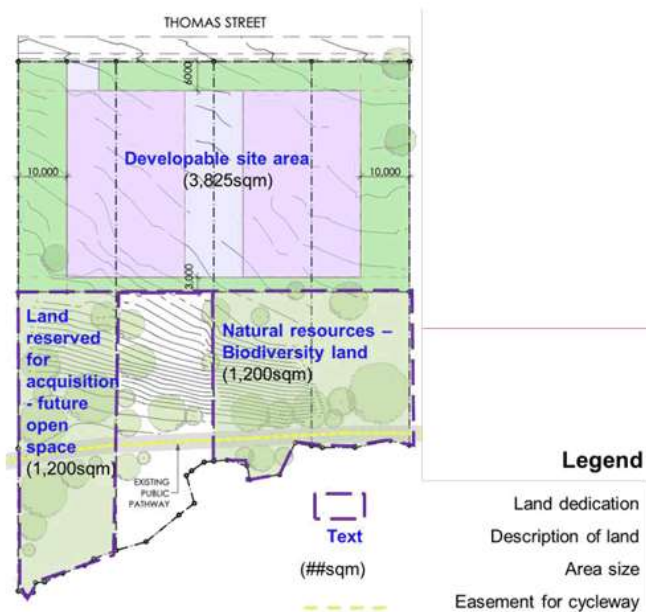 THOMAS STREET
6000
Developable site area
(3,825sqm)
10,000
10,000
3,000
Land
reserved
for
acquisition
- future
open
space
(1,200sqm)
Natural resources –
Biodiversity land
(1,200sqm)
EXISTING
PUBLIC
PATHWAY
Legend
Land dedication
Text
Description of land
(##sqm)
Area size
Easement for cycleway